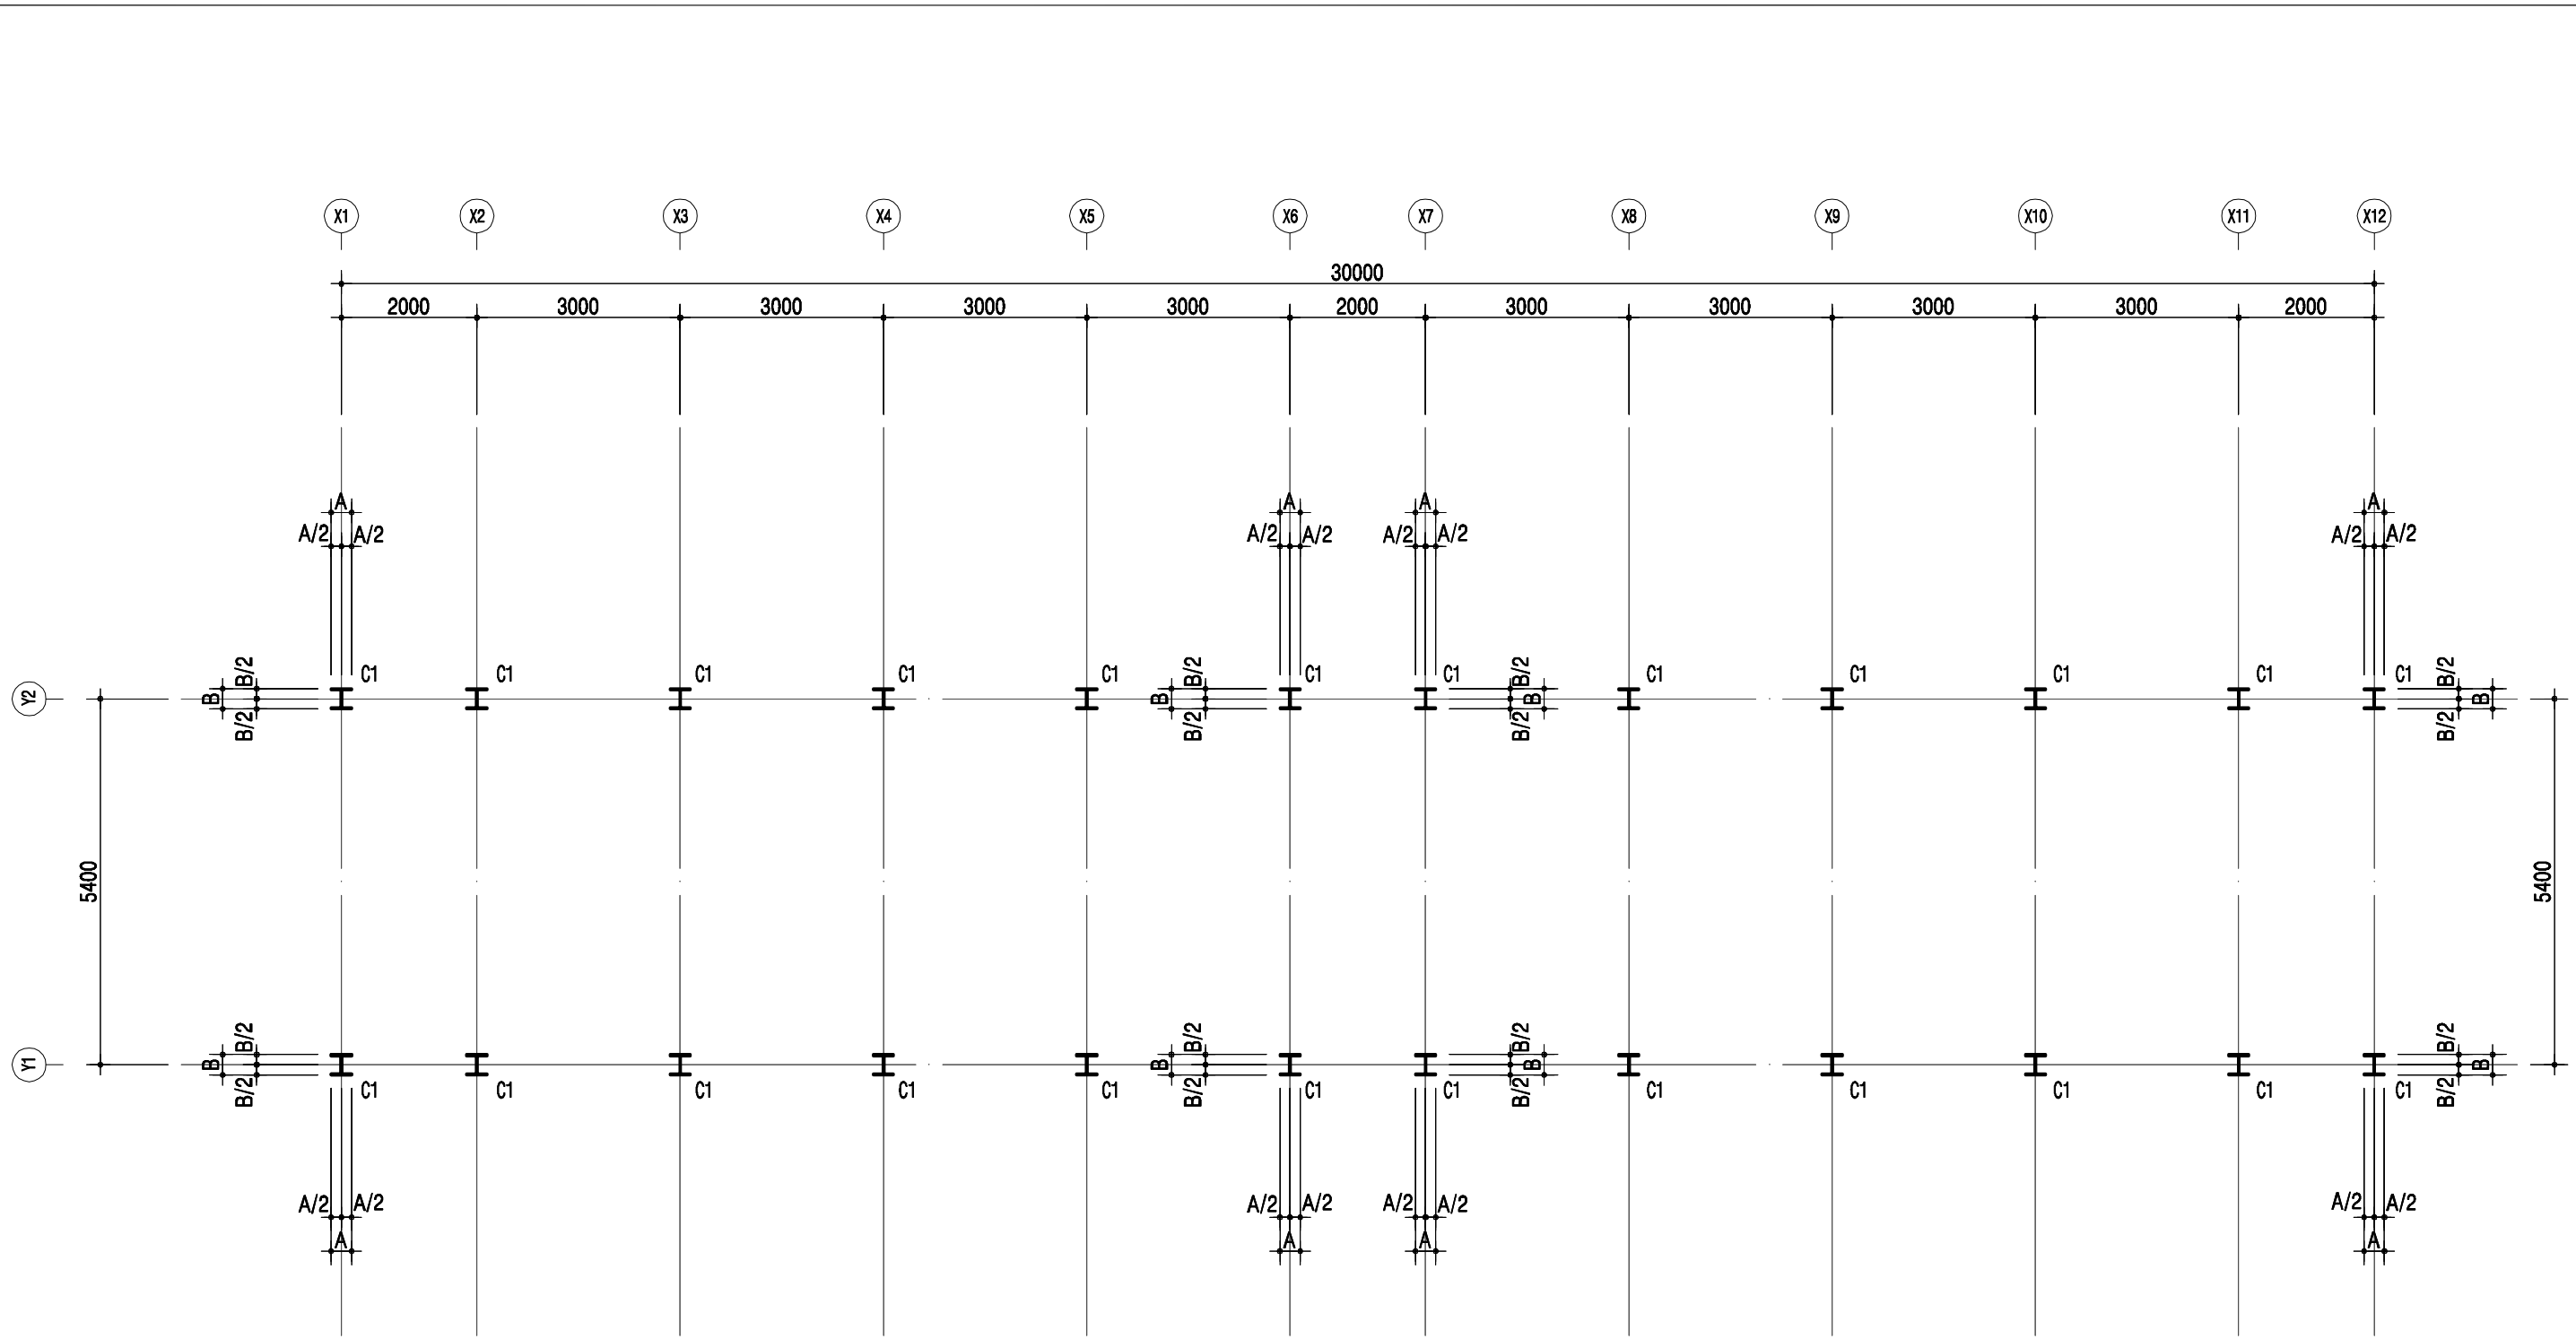 X1 X2 X3 X4 X5 X6 X7 X8 X9 X10 X11 X12
30000
2000 3000 3000 3000 3000 2000 3000 3000 3000 3000 2000
A A A A
A/2 A/2 A/2 A/2 A/2 A/2 A/2 A/2
C1 C1 C1 C1 C1 C1 C1 C1 C1 C1 C1 C1
B/2 B/2 B/2 B/2
Y2 B B B B
B/2 B/2 B/2 B/2
5400 5400
B/2 B/2 B/2 B/2
Y1 B B B B
B/2 B/2 B/2 B/2
C1 C1 C1 C1 C1 C1 C1 C1 C1 C1 C1 C1
A/2 A/2 A/2 A/2 A/2 A/2 A/2 A/2
A A A A